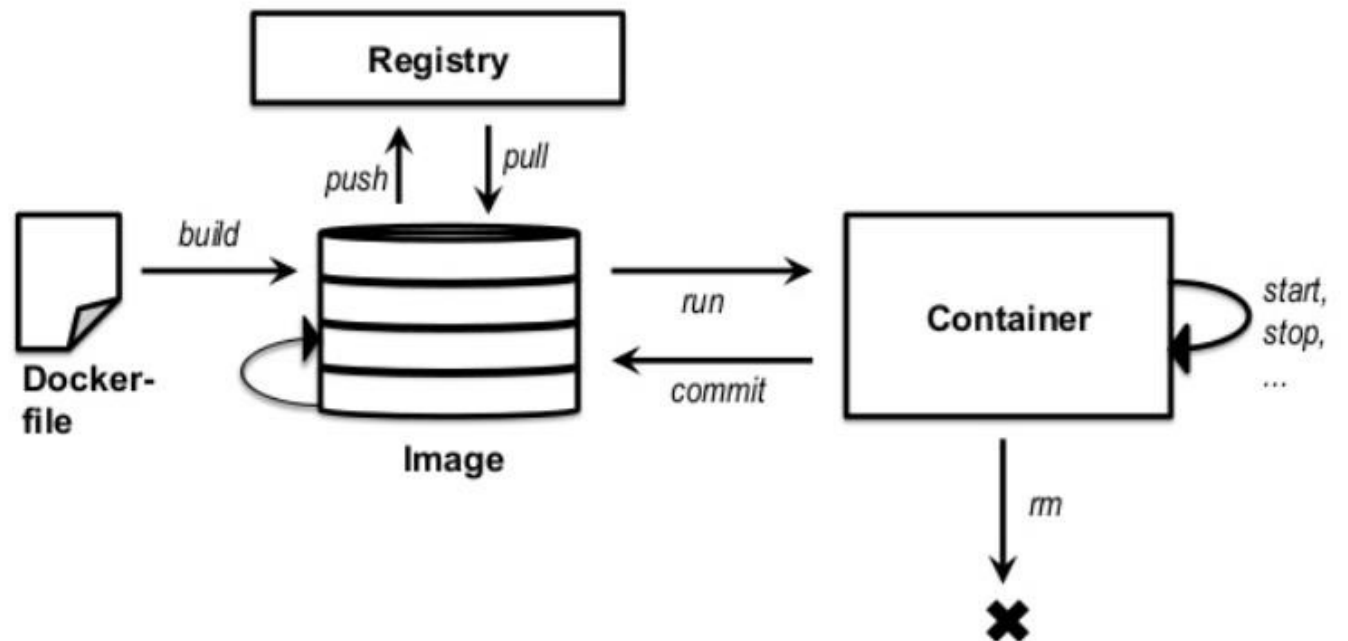 Registry
push
pull
build
run
commit
Container
start,
stop,
...
Docker-
file
Image
rm